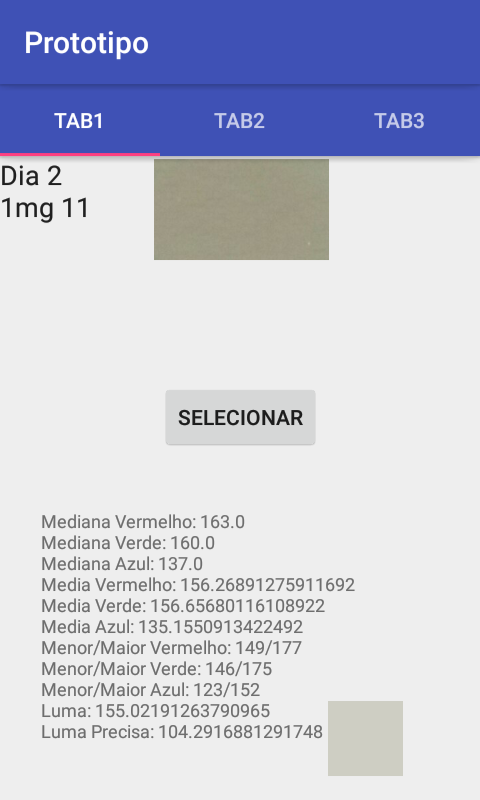 Prototipo
TAB1 TAB2 TAB3
Dia 2
1mg 11
SELECIONAR
Mediana Vermelho: 163.0
Mediana Verde: 160.0
Mediana Azul: 137.0
Media Vermelho: 156.26891275911692
Media Verde: 156.65680116108922
Media Azul: 135.1550913422492
Menor/Maior Vermelho: 149/177
Menor/Maior Verde: 146/175
Menor/Maior Azul: 123/152
Luma: 155.02191263790965
Luma Precisa: 104.2916881291748